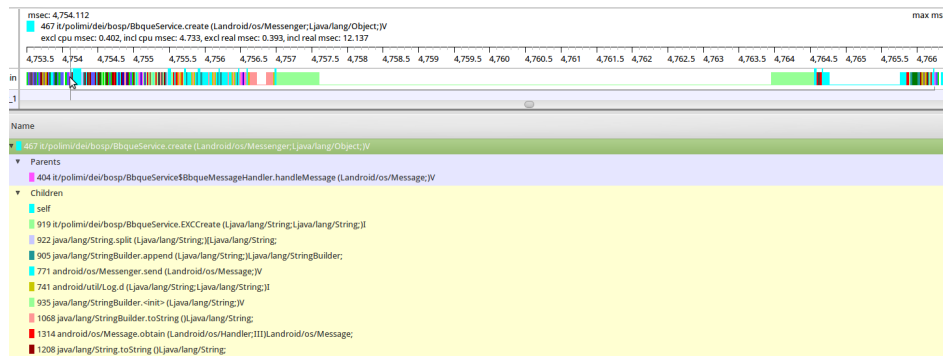 msec: 4,754.112
max ms
467 it/polimi/dei/bosp/BbqueService.create (Landroid/os/Messenger;Ljava/lang/Object;)V
excl cpu msec: 0.402, incl cpu msec: 4.733, excl real msec: 0.393, incl real msec: 12.137
4,753.5 4,754 4,754.5 4,755 4,755.5 4,756 4,756.5 4,757 4,757.5 4,758 4,758.5 4,759 4,759.5 4,760 4,760.5 4,761 4,761.5 4,762 4,762.5 4,763 4,763.5 4,764 4,764.5 4,765 4,765.5 4,766
in
_1
Name
467 it/polimi/dei/bosp/BbqueService.create (Landroid/os/Messenger;Ljava/lang/Object;)V
Parents
404 it/polimi/dei/bosp/BbqueService$BbqueMessageHandler.handleMessage (Landroid/os/Message;)V
Children
self
919 it/polimi/dei/bosp/BbqueService.EXCCreate (Ljava/lang/String;Ljava/lang/String;)I
922 java/lang/String.split (Ljava/lang/String;)[Ljava/lang/String;
905 java/lang/StringBuilder.append (Ljava/lang/String;)Ljava/lang/StringBuilder;
771 android/os/Messenger.send (Landroid/os/Message;)V
741 android/util/Log.d (Ljava/lang/String;Ljava/lang/String;)I
935 java/lang/StringBuilder.<init> (Ljava/lang/String;)V
1068 java/lang/StringBuilder.toString ()Ljava/lang/String;
1314 android/os/Message.obtain (Landroid/os/Handler;III)Landroid/os/Message;
1208 java/lang/String.toString ()Ljava/lang/String;